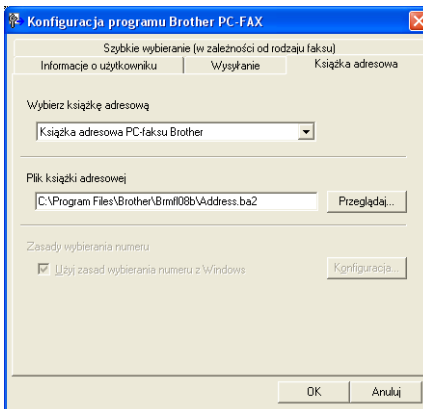 Konfiguracja programu Brother PC-FAX
Szybkie wybieranie (w zależności od rodzaju faksu)
Informacje o użytkowniku
Wysyłanie
Książka adresowa
Wybierz książkę adresową
Książka adresowa PC-faksu Brother
Plik książki adresowej
C:\Program Files\Brother\Brmfl08b\Address.ba2
Przeglądaj...
Zasady wybierania numeru
Użyj zasad wybierania numeru z Windows
Konfiguracja...
OK
Anuluj